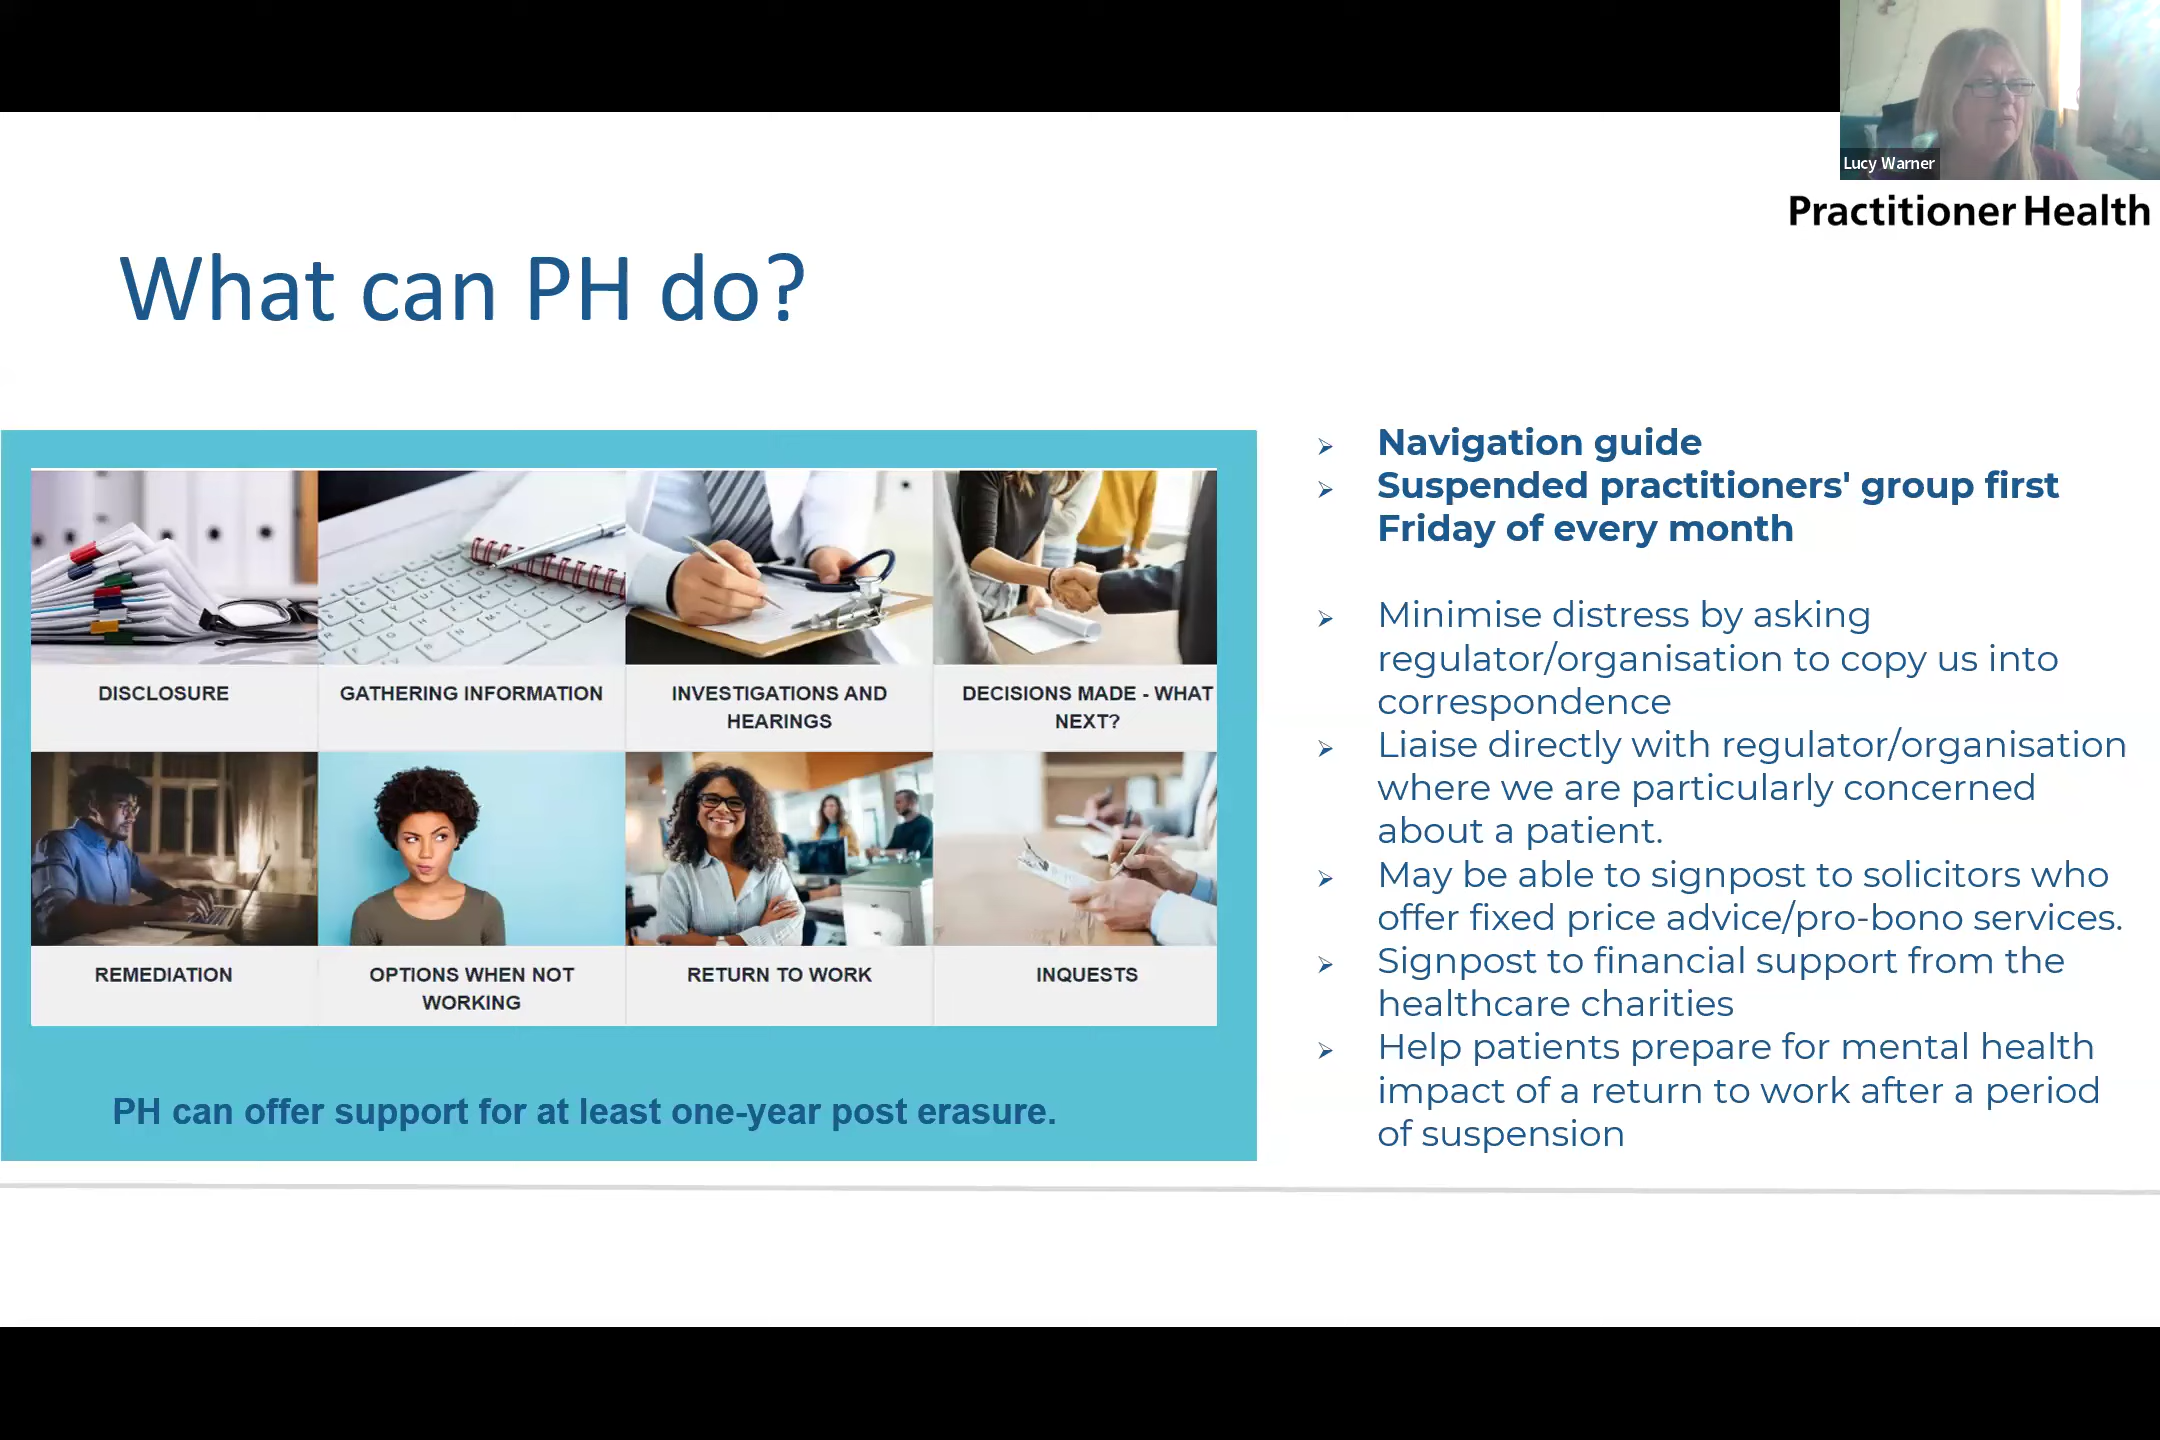 Lucy Warner
Practitioner Health
What can PH do?
DISCLOSURE
GATHERING INFORMATION
INVESTIGATIONS AND
HEARINGS
DECISIONS MADE - WHAT
NEXT?
REMEDIATION
OPTIONS WHEN NOT
WORKING
RETURN TO WORK
INQUESTS
PH can offer support for at least one-year post erasure.
➢ Navigation guide
➢ Suspended practitioners' group first
Friday of every month
➢ Minimise distress by asking
regulator/organisation to copy us into
correspondence
➢ Liaise directly with regulator/organisation
where we are particularly concerned
about a patient.
➢ May be able to signpost to solicitors who
offer fixed price advice/pro-bono services.
➢ Signpost to financial support from the
healthcare charities
➢ Help patients prepare for mental health
impact of a return to work after a period
of suspension